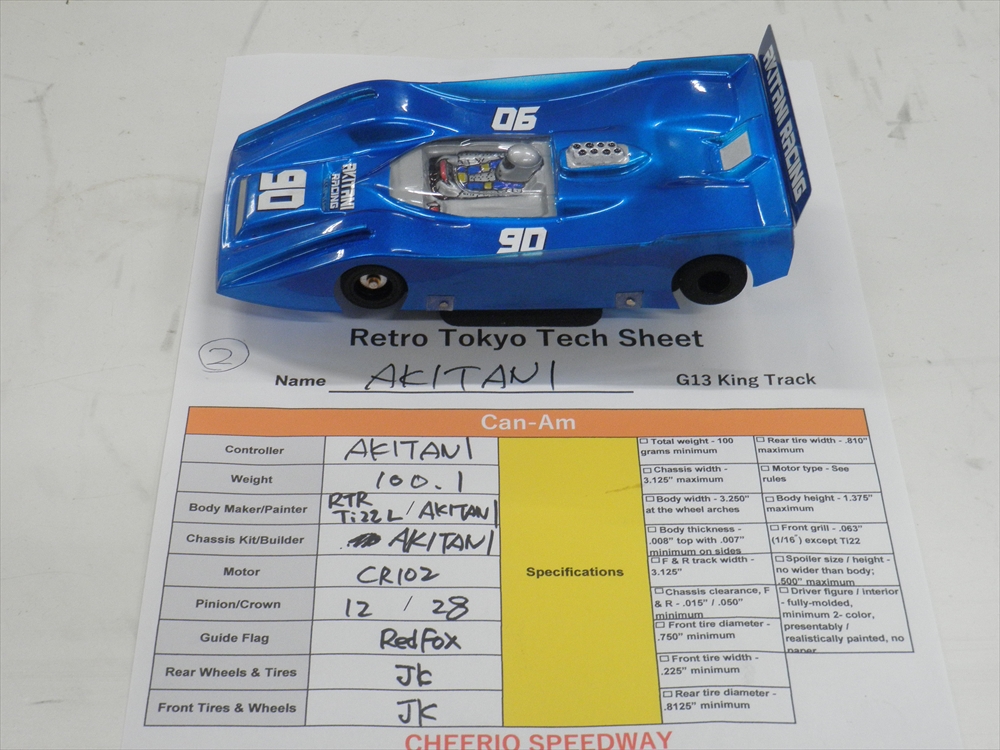 90
AKITANI
RACING
90
90
AKITANI RACING
Retro Tokyo Tech Sheet
2
Name AKITANI G13 King Track
Can-Am
Controller AKITANI
Weight 100.1
Body Maker/Painter RTR Ti22L / AKITANI
Chassis Kit/Builder AKITANI
Motor CR102
Pinion/Crown 12 / 28
Guide Flag RedFox
Rear Wheels & Tires JK
Front Tires & Wheels JK
Specifications
Total weight - 100
grams minimum
Rear tire width - .810"
maximum
Chassis width -
3.125" maximum
Motor type - See
rules
Body width - 3.250"
at the wheel arches
Body height - 1.375"
maximum
Body thickness -
.008" top with .007"
minimum on sides
Front grill - .063"
(1/16") except Ti22
F & R track width -
3.125"
Spoiler size / height -
no wider than body;
.500" maximum
Chassis clearance, F
& R - .015" / .050"
minimum
Driver figure / interior
- fully-molded,
minimum 2- color,
presentably /
realistically painted, no
paper
Front tire diameter -
.750" minimum
Front tire width -
.225" minimum
Rear tire diameter -
.8125" minimum
CHEERIO SPEEDWAY